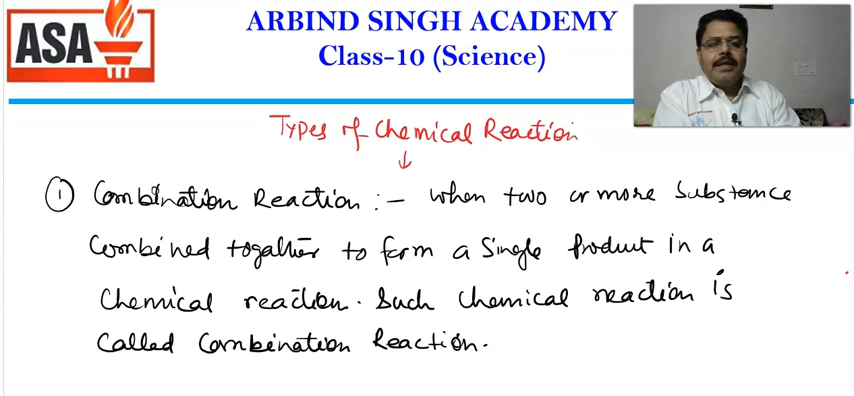 ASA
ARBIND SINGH ACADEMY
Class-10 (Science)
Types of Chemical Reaction
① Combination Reaction :- When two or more Substance
Combined together to form a Single Product in a
Chemical reaction. Such Chemical reaction is
Called Combination Reaction.